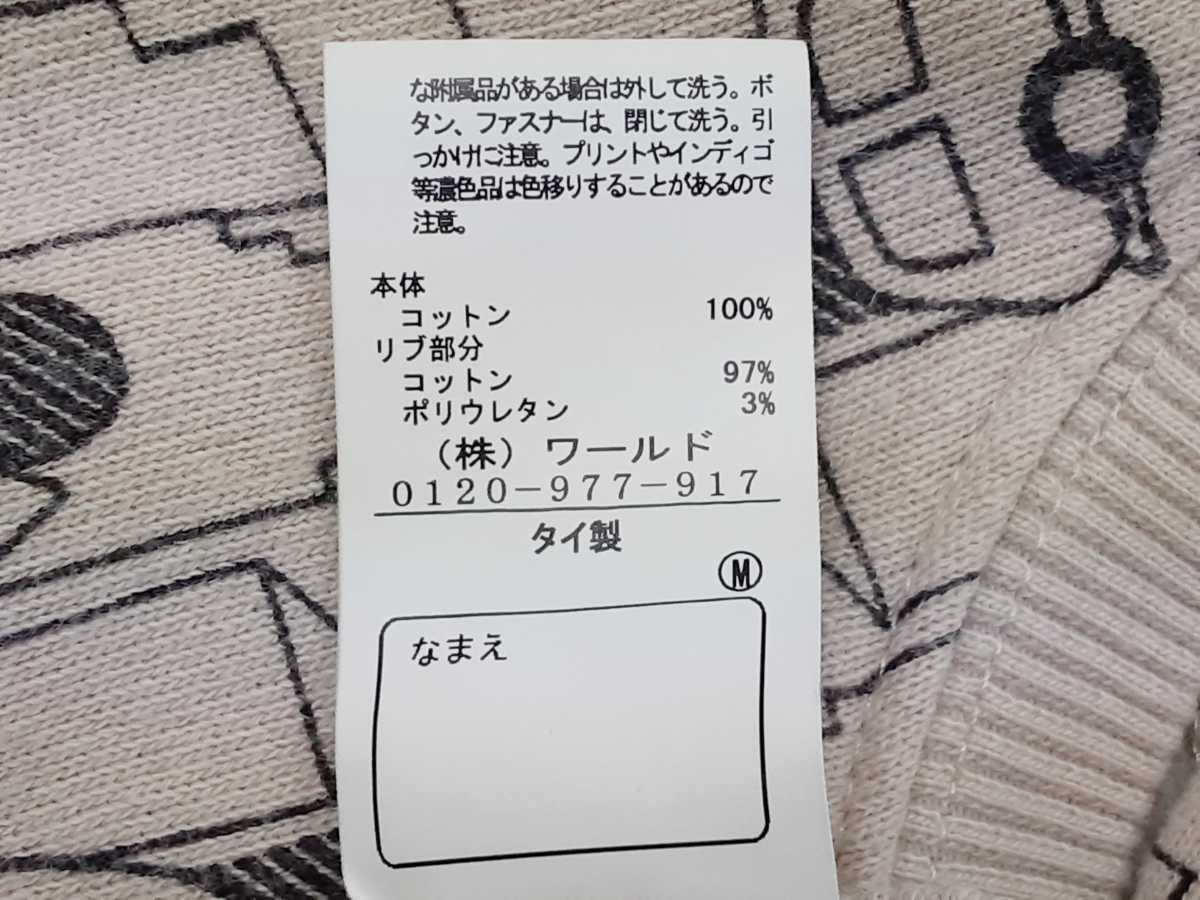 な附属品がある場合は外して洗う。ボ
タン、ファスナーは、閉じて洗う。引
っかけに注意。プリントやインディゴ
等濃色品は色移りすることがあるので
注意。
本体
コットン 100%
リブ部分
コットン 97%
ポリウレタン 3%
（株）ワールド
0120-977-917
タイ製
Ⓜ
なまえ